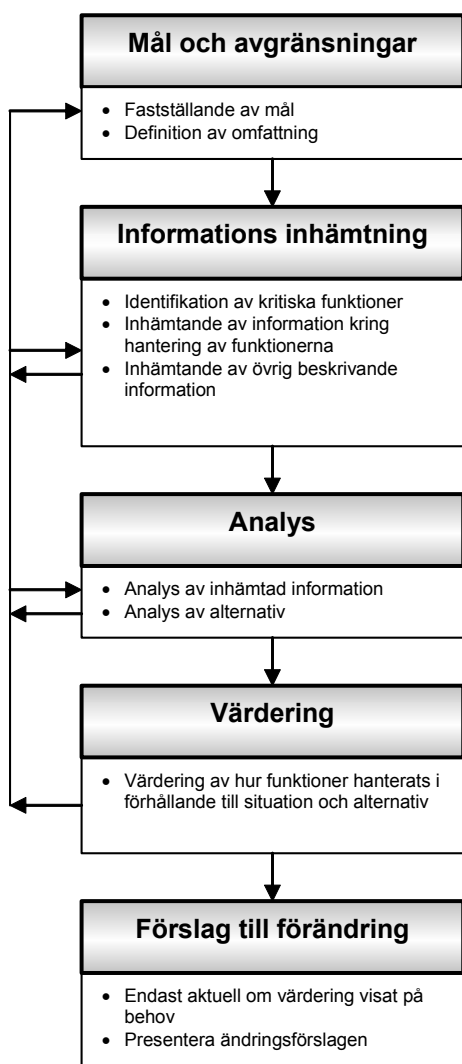 Mål och avgränsningar
• Fastställande av mål
• Definition av omfattning
Informations inhämtning
• Identifikation av kritiska funktioner
• Inhämtande av information kring
hantering av funktionerna
• Inhämtande av övrig beskrivande
information
Analys
• Analys av inhämtad information
• Analys av alternativ
Värdering
• Värdering av hur funktioner hanterats i
förhållande till situation och alternativ
Förslag till förändring
• Endast aktuell om värdering visat på
behov
• Presentera ändringsförslagen